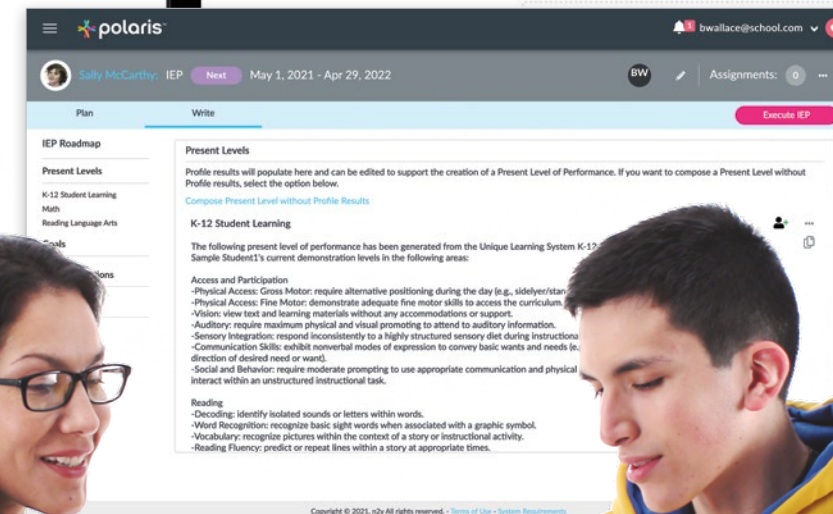 polaris
1 bwallace@school.com
Sally McCarthy: IEP Next May 1, 2021 - Apr 29, 2022 BW Assignments: 0 ...
Plan Write Execute IEP
IEP Roadmap
Present Levels
K-12 Student Learning
Math
Reading Language Arts
Goals
Present Levels
Profile results will populate here and can be edited to support the creation of a Present Level of Performance. If you want to compose a Present Level without
Profile results, select the option below.
Compose Present Level without Profile Results
K-12 Student Learning
The following present level of performance has been generated from the Unique Learning System K-12
Sample Student1's current demonstration levels in the following areas:
Access and Participation
-Physical Access: Gross Motor: require alternative positioning during the day (e.g., sidelyer/stan
-Physical Access: Fine Motor: demonstrate adequate fine motor skills to access the curriculum.
-Vision: view text and learning materials without any accommodations or support.
-Auditory: require maximum physical and visual promoting to attend to auditory information.
-Sensory Integration: respond inconsistently to a highly structured sensory diet during instructiona
-Communication Skills: exhibit nonverbal modes of expression to convey basic wants and needs (e.
direction of desired need or want).
-Social and Behavior: require moderate prompting to use appropriate communication and physical
interact within an unstructured instructional task.
Reading
-Decoding: identify isolated sounds or letters within words.
-Word Recognition: recognize basic sight words when associated with a graphic symbol.
-Vocabulary: recognize pictures within the context of a story or instructional activity.
-Reading Fluency: predict or repeat lines within a story at appropriate times.
Copyright © 2021, n2y All rights reserved. - Terms of Use - System Requirements